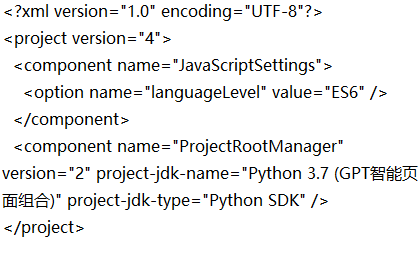 <?xml version="1.0" encoding="UTF-8"?>
<project version="4">
  <component name="JavaScriptSettings">
    <option name="languageLevel" value="ES6" />
  </component>
  <component name="ProjectRootManager"
version="2" project-jdk-name="Python 3.7 (GPT智能页
面组合)" project-jdk-type="Python SDK" />
</project>